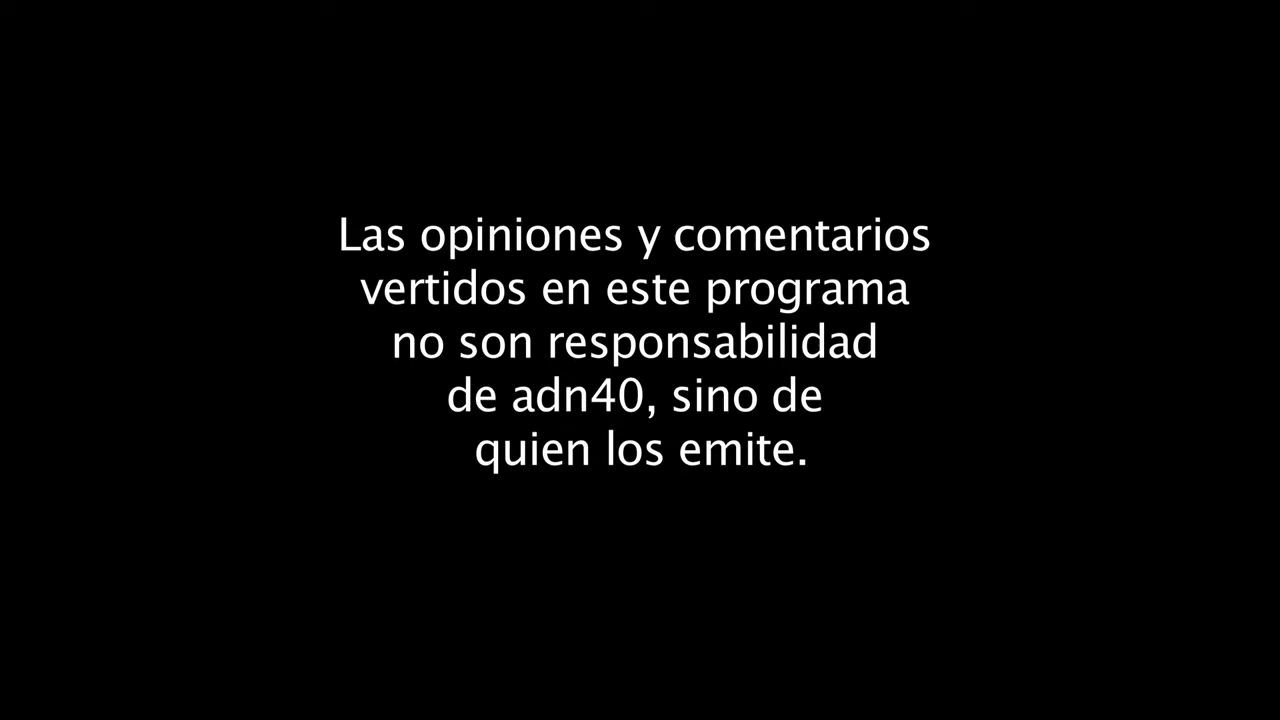 Las opiniones y comentarios
vertidos en este programa
no son responsabilidad
de adn40, sino de
quien los emite.